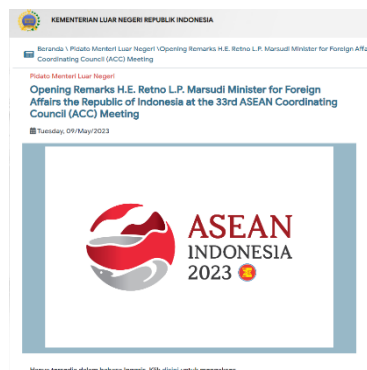 KEMENTERIAN LUAR NEGERI REPUBLIK INDONESIA
Beranda \ Pidato Menteri Luar Negeri \Opening Remarks H.E. Retno L.P. Marsudi Minister for Foreign Affa
Coordinating Council (ACC) Meeting
Pidato Menteri Luar Negeri
Opening Remarks H.E. Retno L.P. Marsudi Minister for Foreign
Affairs the Republic of Indonesia at the 33rd ASEAN Coordinating
Council (ACC) Meeting
Tuesday, 09/May/2023
ASEAN
INDONESIA
2023